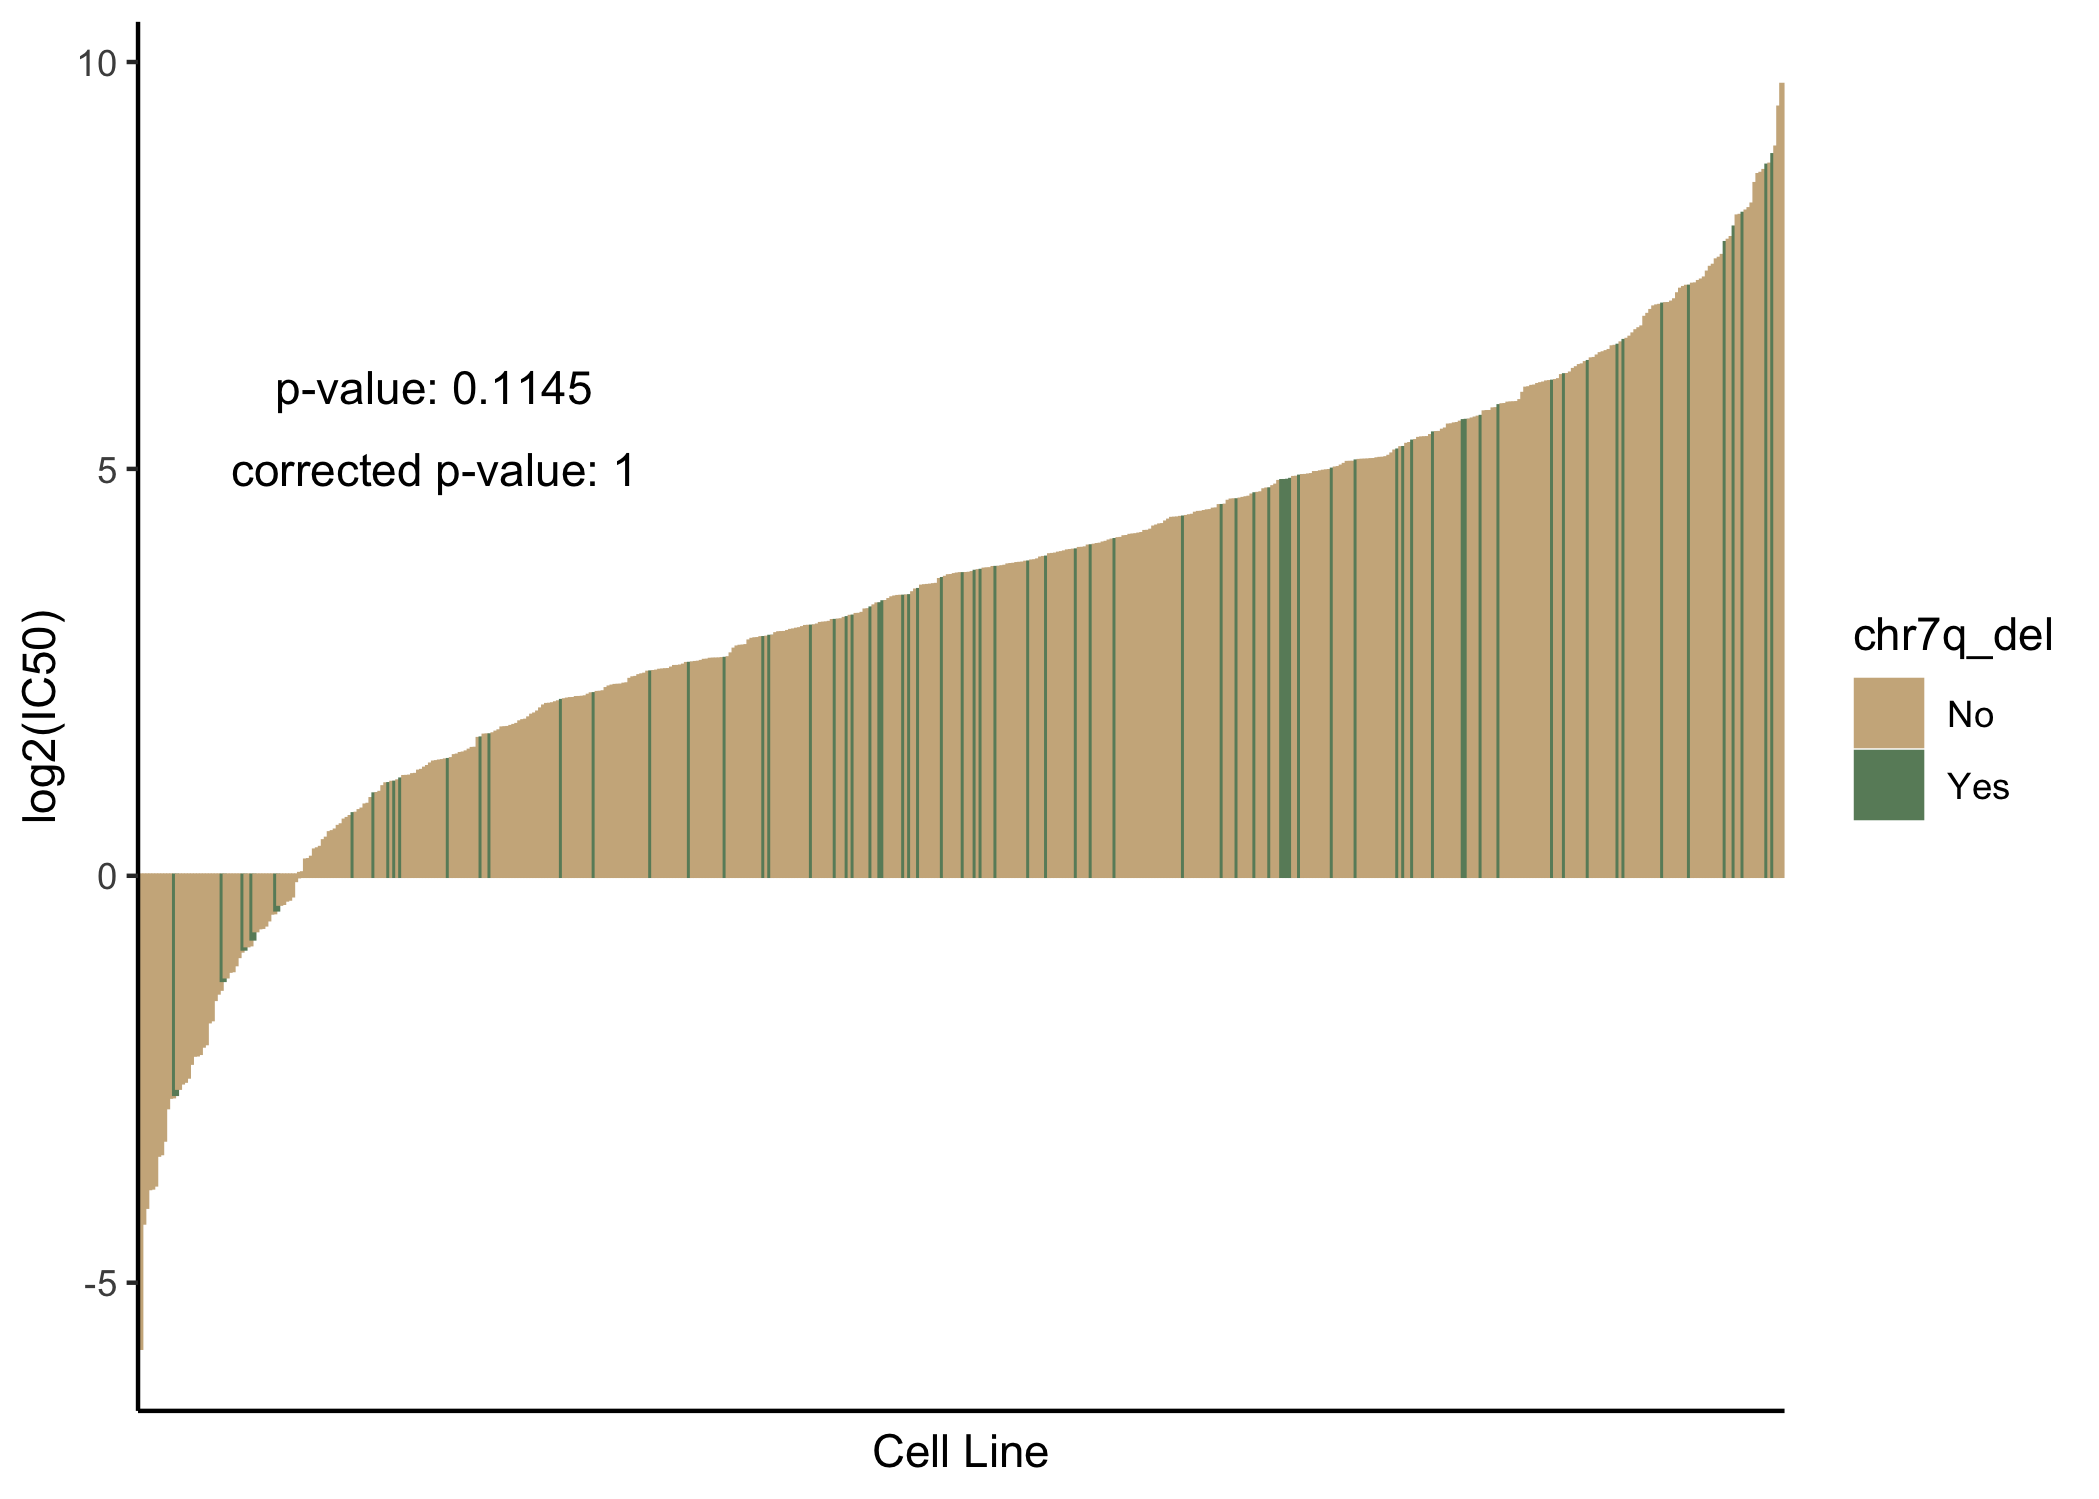 10
5
0
-5
log2(IC50)
p-value: 0.1145
corrected p-value: 1
Cell Line
chr7q_del
No
Yes